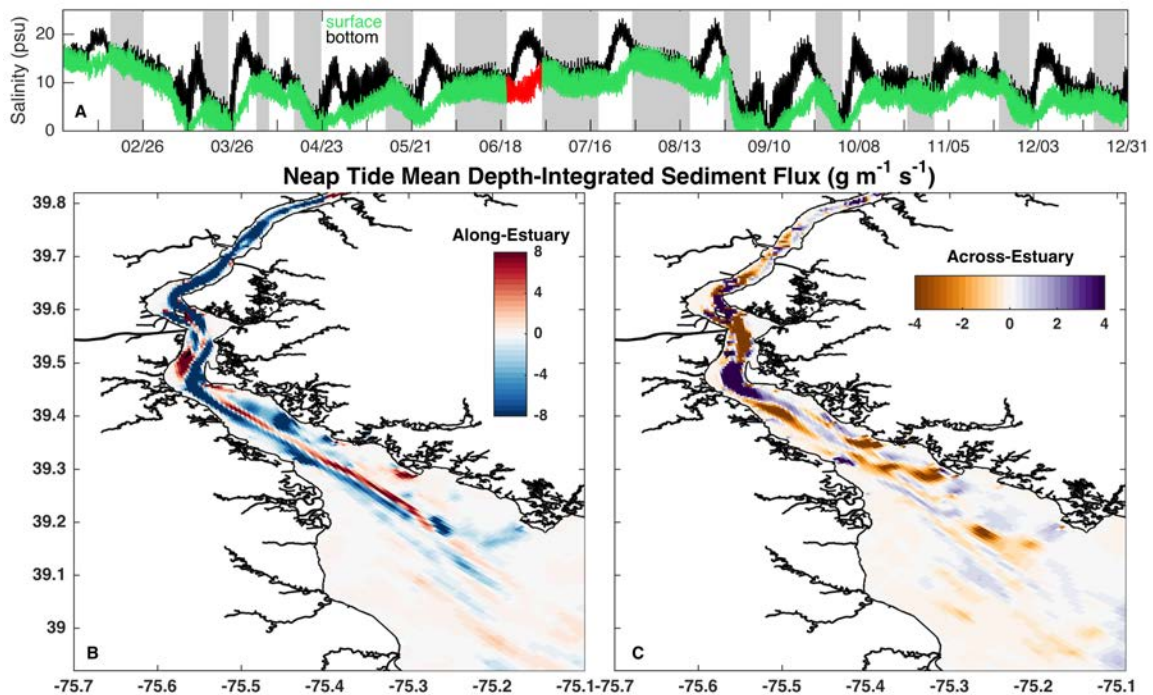 20
10
0
Salinity (psu)
surface
bottom
A
02/26 03/26 04/23 05/21 06/18 07/16 08/13 09/10 10/08 11/05 12/03 12/31
Neap Tide Mean Depth-Integrated Sediment Flux (g m⁻¹ s⁻¹)
39.8
39.7
39.6
39.5
39.4
39.3
39.2
39.1
39
Along-Estuary
8
4
0
-4
-8
B
-75.7 -75.6 -75.5 -75.4 -75.3 -75.2 -75.1
Across-Estuary
-4 -2 0 2 4
C
-75.7 -75.6 -75.5 -75.4 -75.3 -75.2 -75.1